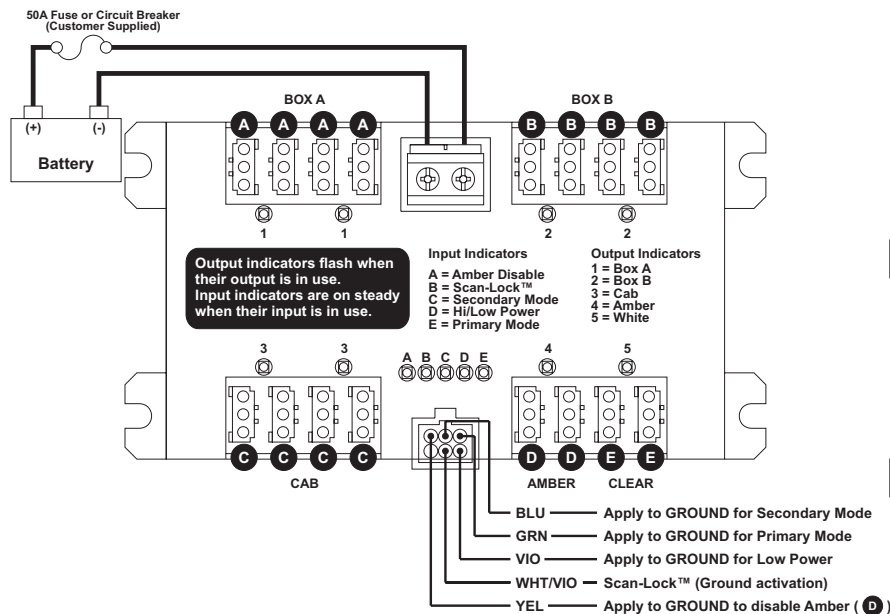 50A Fuse or Circuit Breaker
(Customer Supplied)
(+) (-)
Battery
BOX A
BOX B
A A A A
B B B B
1 1
2 2
Output indicators flash when
their output is in use.
Input indicators are on steady
when their input is in use.
Input Indicators
A = Amber Disable
B = Scan-Lock™
C = Secondary Mode
D = Hi/Low Power
E = Primary Mode
Output Indicators
1 = Box A
2 = Box B
3 = Cab
4 = Amber
5 = White
3 3
A B C D E
4 5
C C C C
D D E E
CAB
AMBER CLEAR
BLU Apply to GROUND for Secondary Mode
GRN Apply to GROUND for Primary Mode
VIO Apply to GROUND for Low Power
WHT/VIO Scan-Lock™ (Ground activation)
YEL Apply to GROUND to disable Amber ( D )